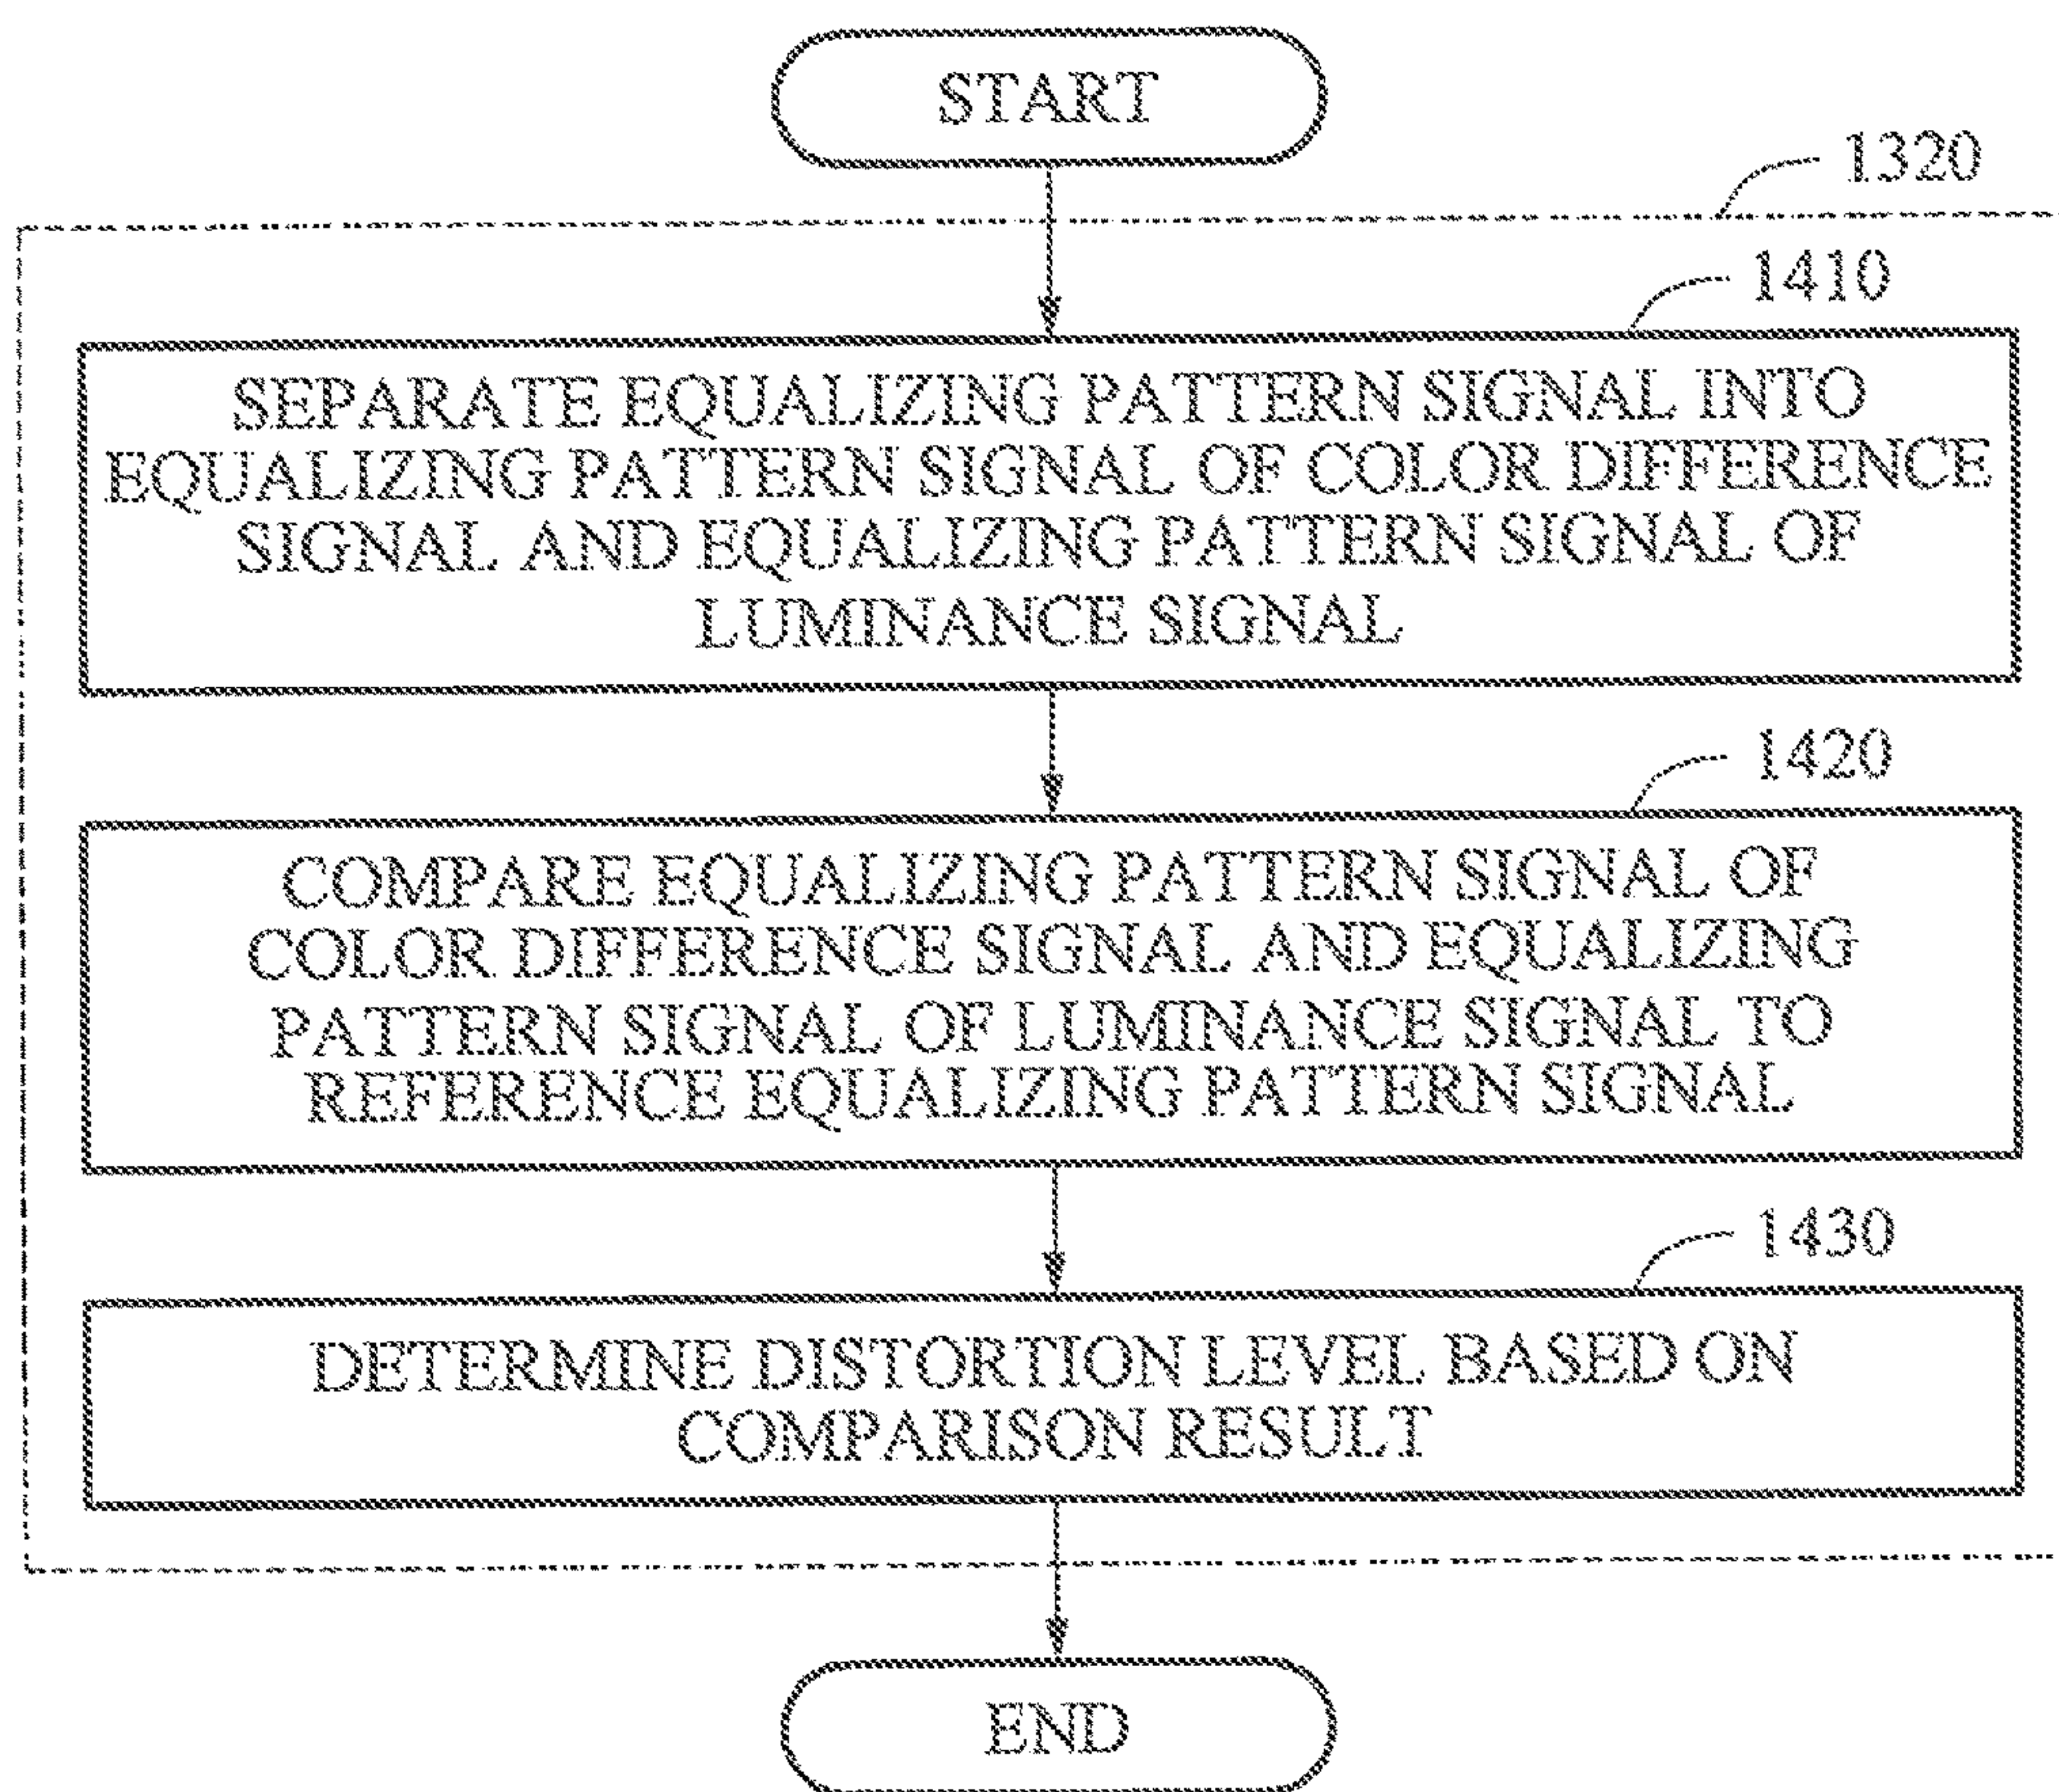 START
1320
1410
SEPARATE EQUALIZING PATTERN SIGNAL INTO
EQUALIZING PATTERN SIGNAL OF COLOR DIFFERENCE
SIGNAL AND EQUALIZING PATTERN SIGNAL OF
LUMINANCE SIGNAL
1420
COMPARE EQUALIZING PATTERN SIGNAL OF
COLOR DIFFERENCE SIGNAL AND EQUALIZING
PATTERN SIGNAL OF LUMINANCE SIGNAL TO
REFERENCE EQUALIZING PATTERN SIGNAL
1430
DETERMINE DISTORTION LEVEL BASED ON
COMPARISON RESULT
END